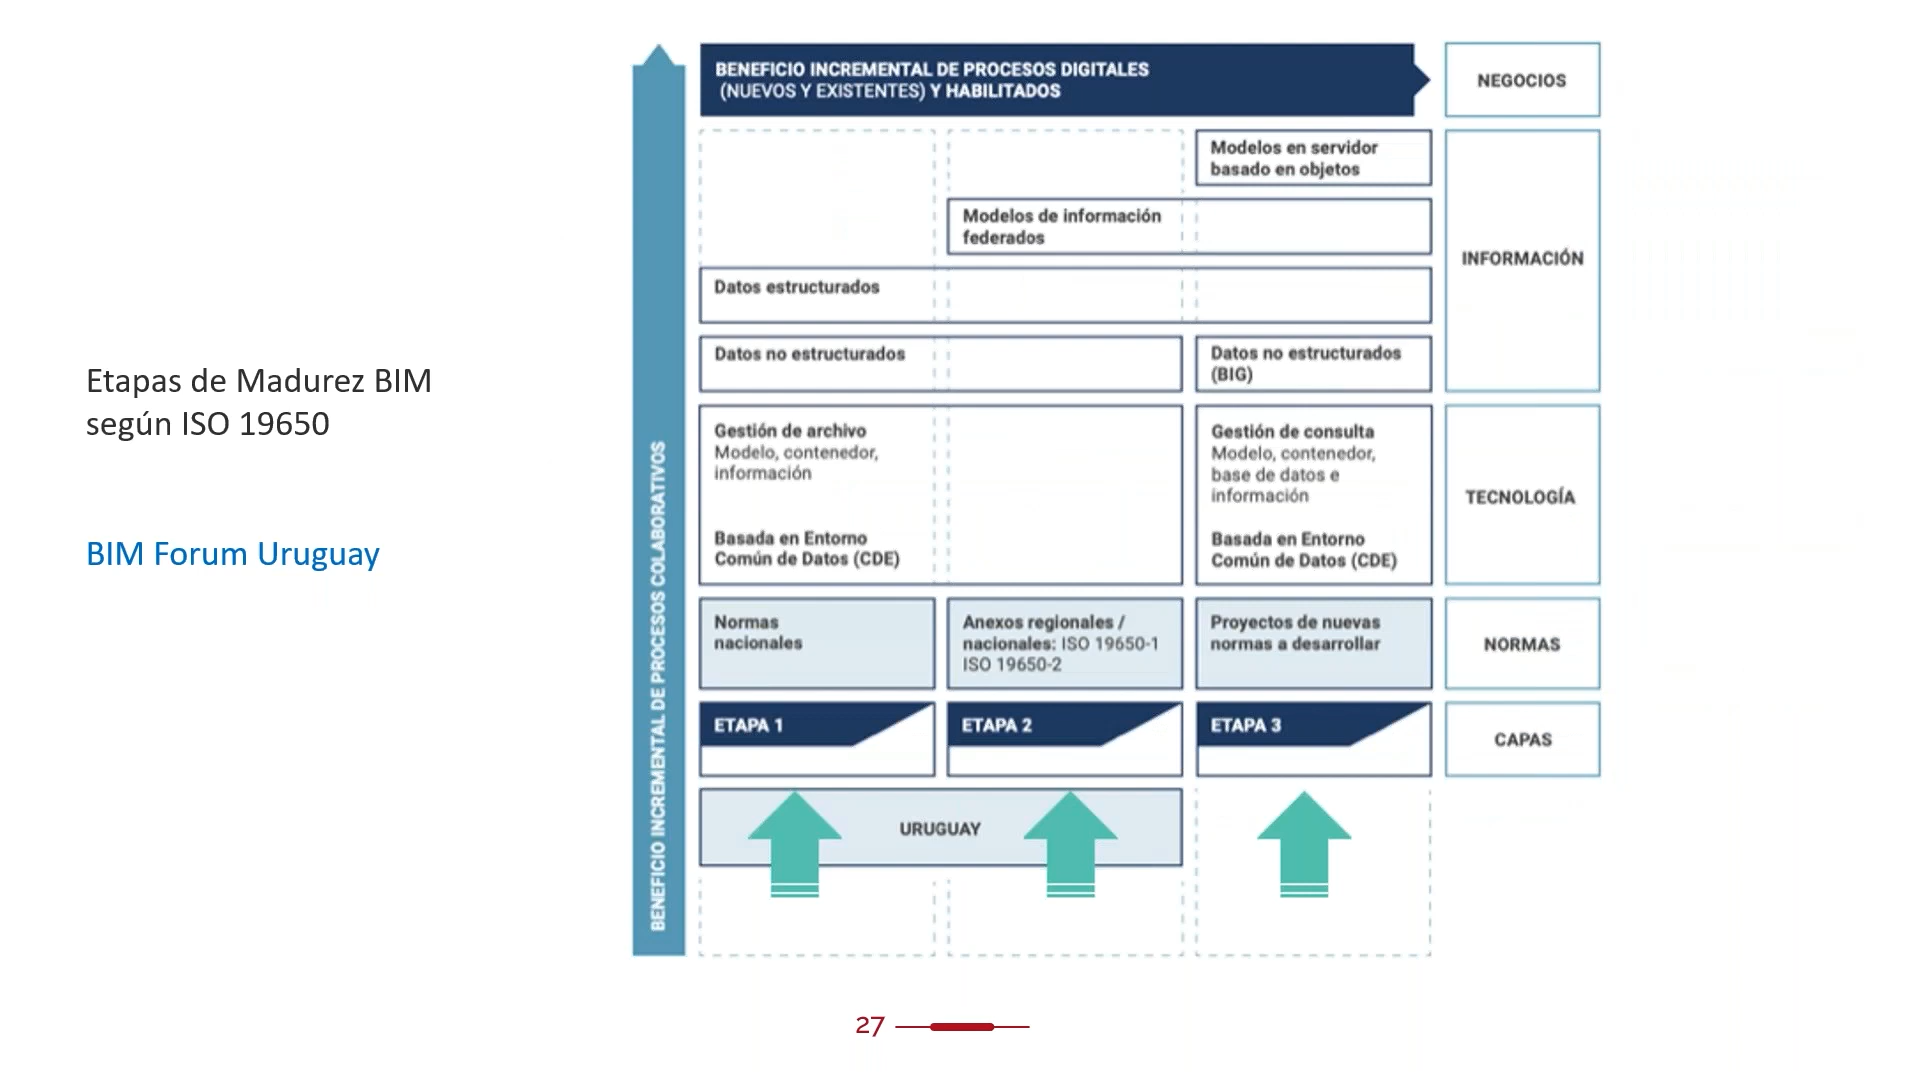 Etapas de Madurez BIM
según ISO 19650
BIM Forum Uruguay
BENEFICIO INCREMENTAL DE PROCESOS COLABORATIVOS
BENEFICIO INCREMENTAL DE PROCESOS DIGITALES
(NUEVOS Y EXISTENTES) Y HABILITADOS
NEGOCIOS
Modelos en servidor
basado en objetos
Modelos de información
federados
Datos estructurados
Datos no estructurados
Datos no estructurados
(BIG)
INFORMACIÓN
Gestión de archivo
Modelo, contenedor,
información
Basada en Entorno
Común de Datos (CDE)
Gestión de consulta
Modelo, contenedor,
base de datos e
información
Basada en Entorno
Común de Datos (CDE)
TECNOLOGÍA
Normas
nacionales
Anexos regionales /
nacionales: ISO 19650-1
ISO 19650-2
Proyectos de nuevas
normas a desarrollar
NORMAS
ETAPA 1
ETAPA 2
ETAPA 3
CAPAS
URUGUAY
27